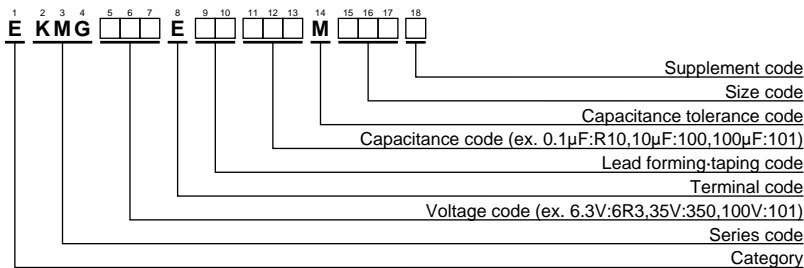 1 2 3 4 5 6 7 8 9 10 11 12 13 14 15 16 17 18
E KMG E M
Supplement code
Size code
Capacitance tolerance code
Capacitance code (ex. 0.1μF:R10,10μF:100,100μF:101)
Lead forming·taping code
Terminal code
Voltage code (ex. 6.3V:6R3,35V:350,100V:101)
Series code
Category